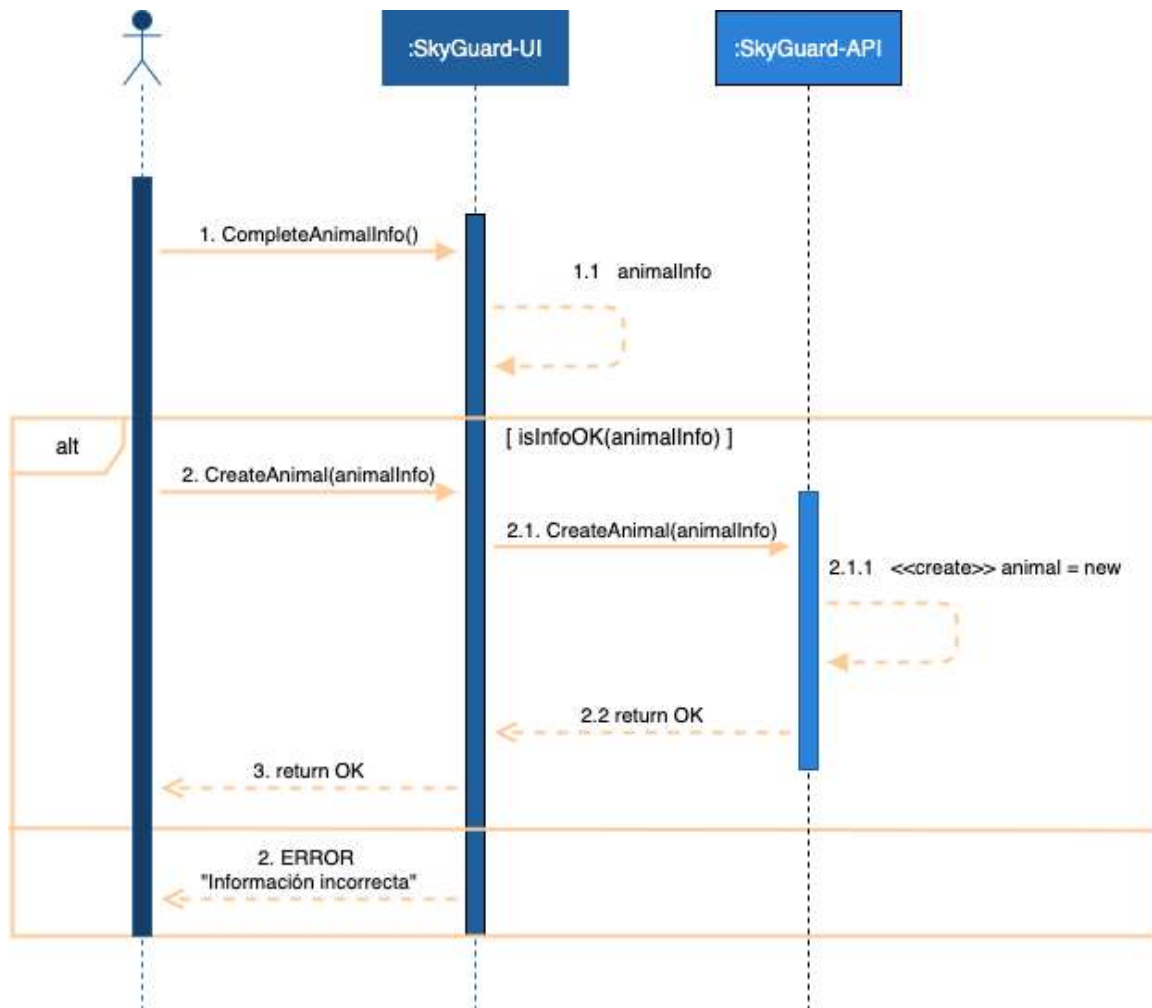 :SkyGuard-UI
:SkyGuard-API
1. CompleteAnimalInfo()
1.1 animalInfo
alt
[ isInfoOK(animalInfo) ]
2. CreateAnimal(animalInfo)
2.1. CreateAnimal(animalInfo)
2.1.1 <<create>> animal = new
2.2 return OK
3. return OK
2. ERROR
"Información incorrecta"